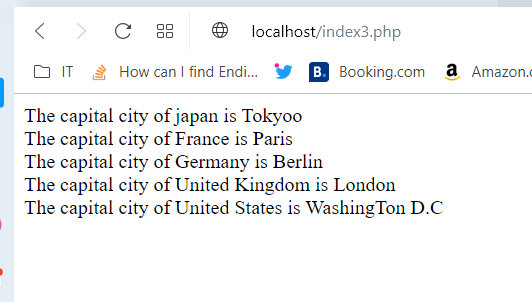 localhost/index3.php
IT How can I find Endi... B. Booking.com a Amazon.c
The capital city of japan is Tokyoo
The capital city of France is Paris
The capital city of Germany is Berlin
The capital city of United Kingdom is London
The capital city of United States is WashingTon D.C